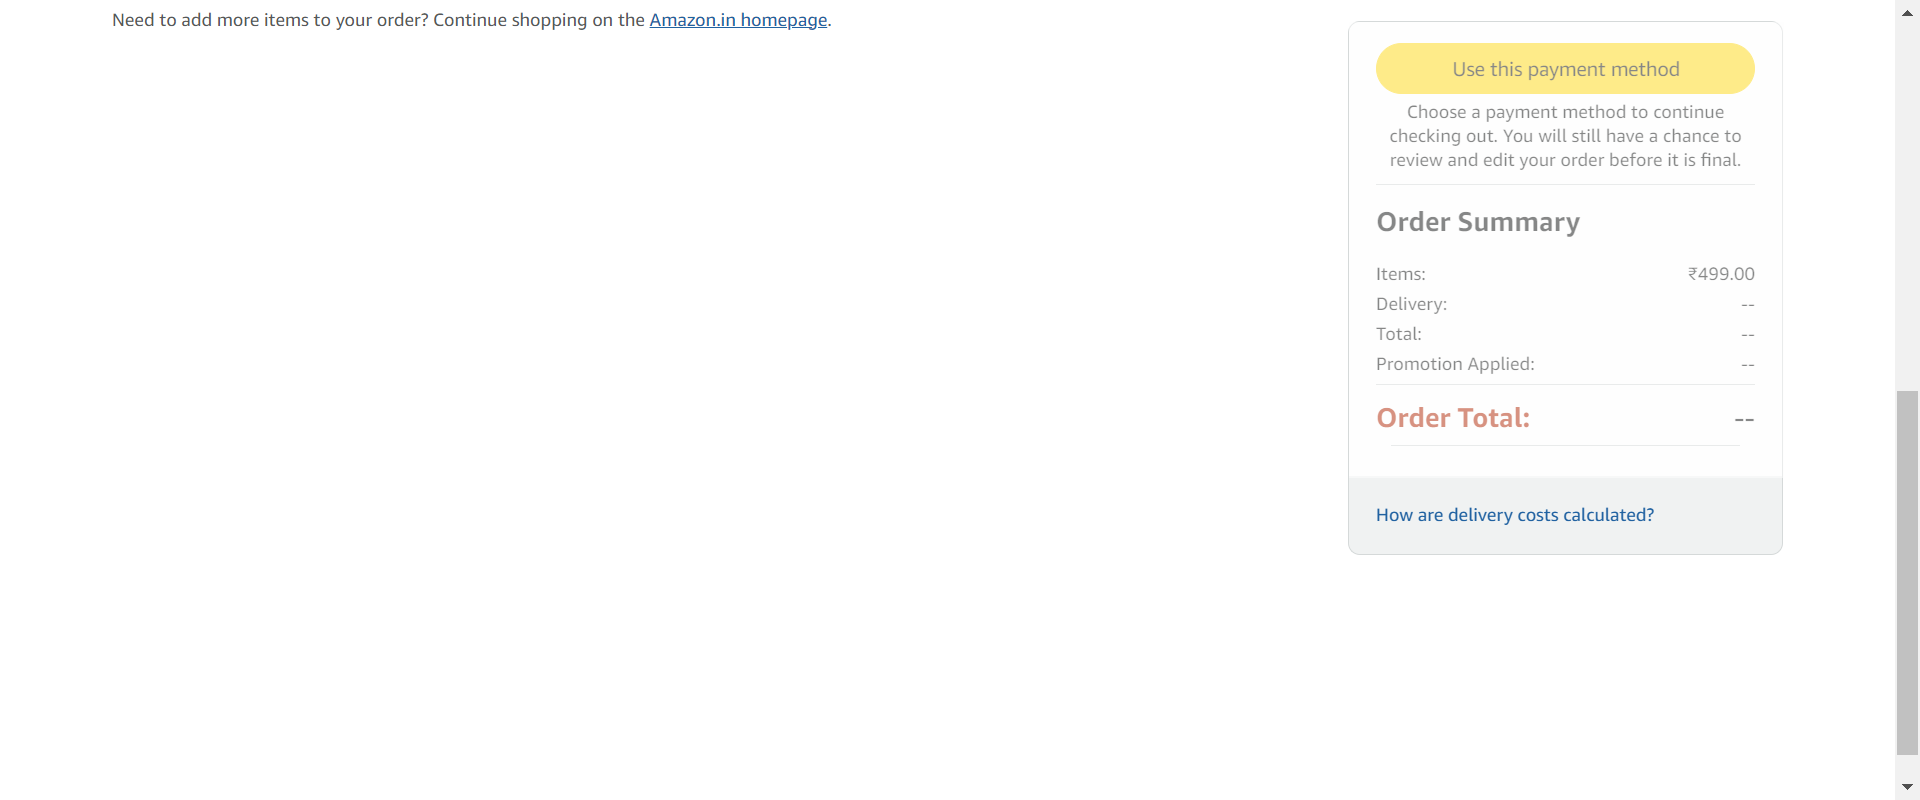 Need to add more items to your order? Continue shopping on the Amazon.in homepage.
Use this payment method
Choose a payment method to continue
checking out. You will still have a chance to
review and edit your order before it is final.
Order Summary
Items: ₹499.00
Delivery: --
Total: --
Promotion Applied: --
Order Total: --
How are delivery costs calculated?